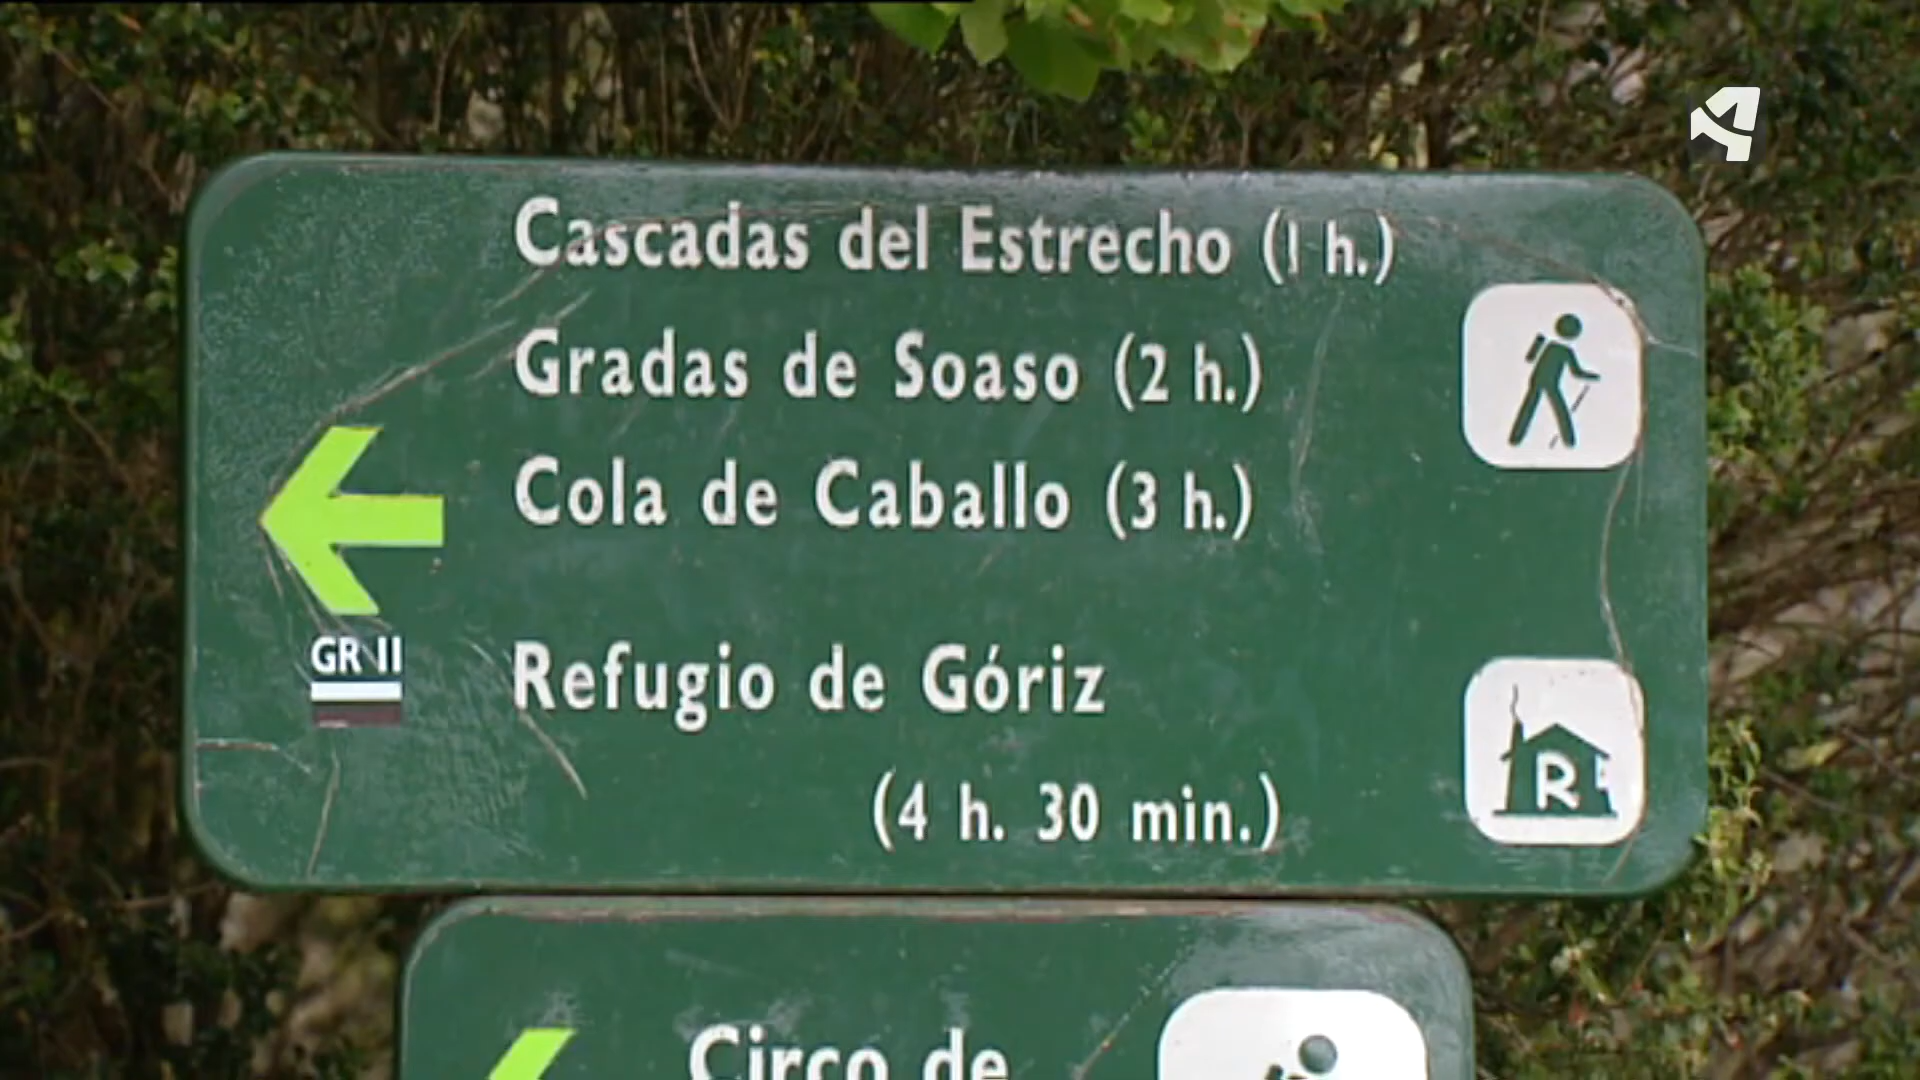 Cascadas del Estrecho (1 h.)
Gradas de Soaso (2 h.)
Cola de Caballo (3 h.)
GR 11
Refugio de Góriz
(4 h. 30 min.)
R
Circo de